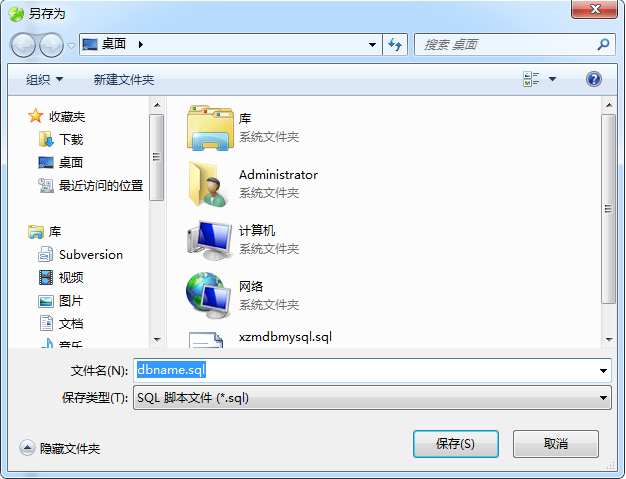 另存为
桌面
搜索 桌面
组织
新建文件夹
收藏夹
下载
桌面
最近访问的位置
库
Subversion
视频
图片
文档
音乐
库
系统文件夹
Administrator
系统文件夹
计算机
系统文件夹
网络
系统文件夹
xzmdbmysql.sql
文件名(N):
dbname.sql
保存类型(T):
SQL 脚本文件 (*.sql)
隐藏文件夹
保存(S)
取消